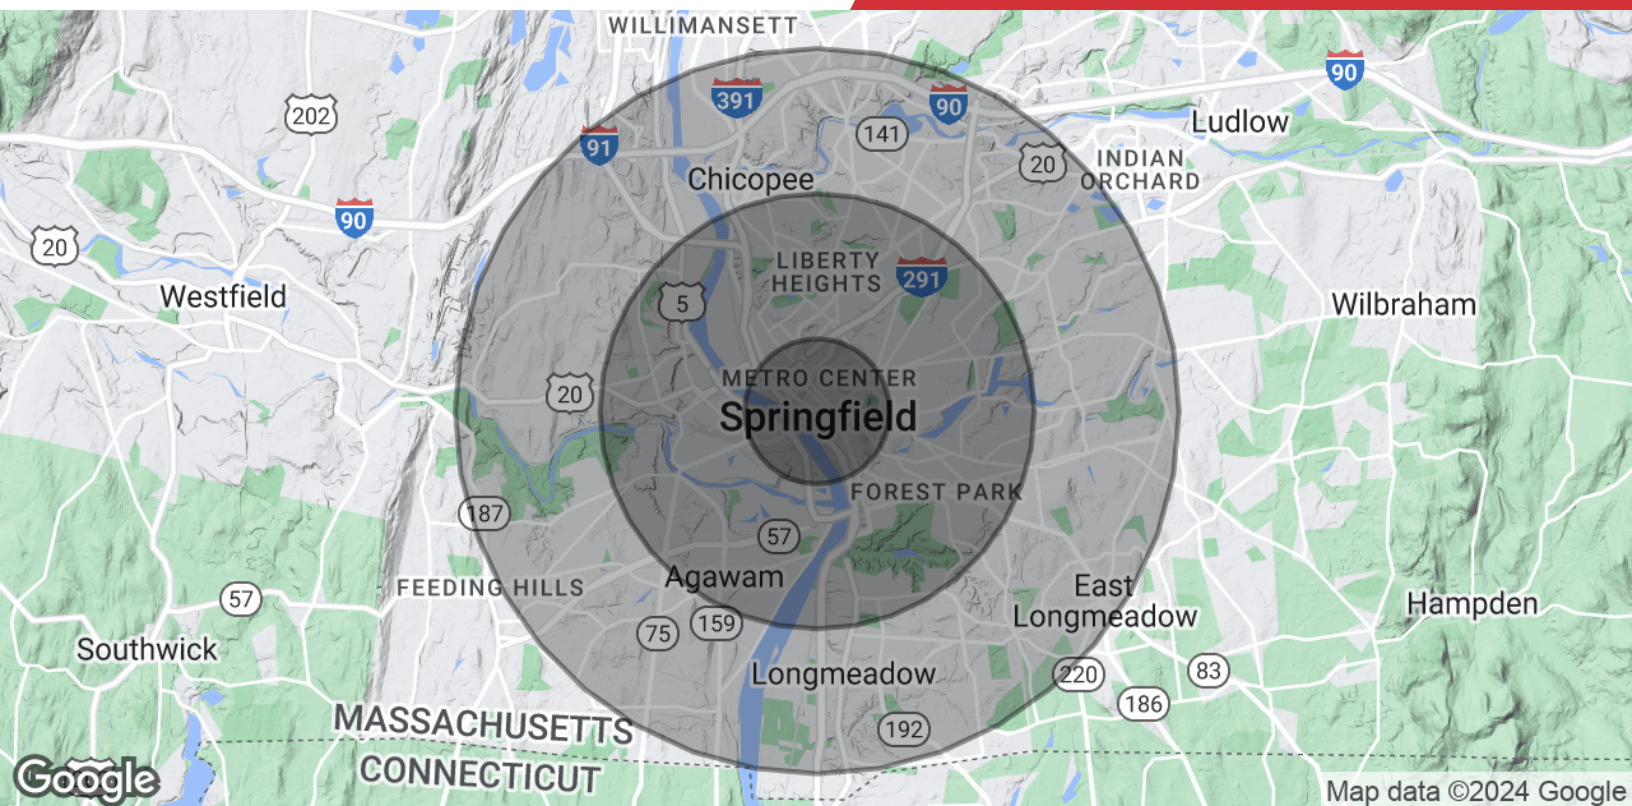 WILLIMANSETT
90
391
90
202
Ludlow
141
91
INDIAN
ORCHARD
20
Chicopee
90
20
LIBERTY
HEIGHTS
291
Westfield
5
Wilbraham
METRO CENTER
20
Springfield
FOREST PARK
187
57
Agawam
FEEDING HILLS
East
Longmeadow
57
Hampden
159
75
Southwick
Longmeadow
220
83
186
MASSACHUSETTS
192
CONNECTICUT
Google
Map data ©2024 Google